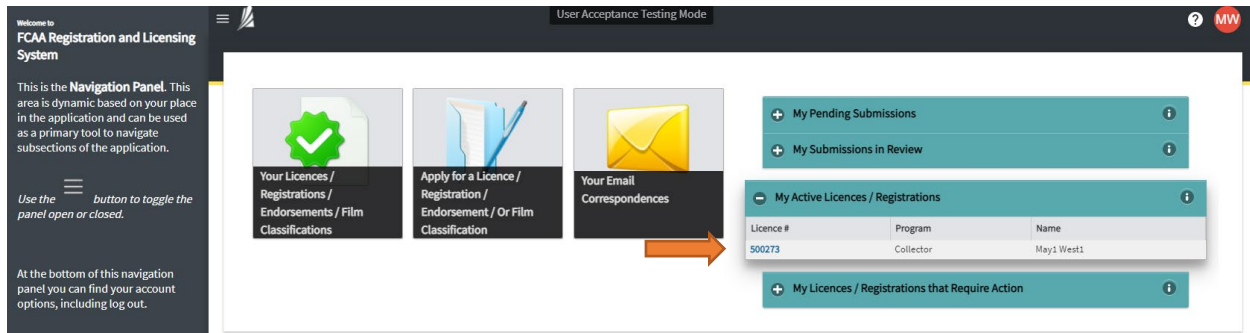 Welcome to
FCAA Registration and Licensing
System
This is the Navigation Panel. This
area is dynamic based on your place
in the application and can be used
as a primary tool to navigate
subsections of the application.
Use the button to toggle the
panel open or closed.
At the bottom of this navigation
panel you can find your account
options, including log out.
User Acceptance Testing Mode
?
MW
Your Licences /
Registrations /
Endorsements / Film
Classifications
Apply for a Licence /
Registration /
Endorsement / Or Film
Classification
Your Email
Correspondences
My Pending Submissions
My Submissions in Review
My Active Licences / Registrations
Licence # Program Name
500273 Collector May1 West1
My Licences / Registrations that Require Action